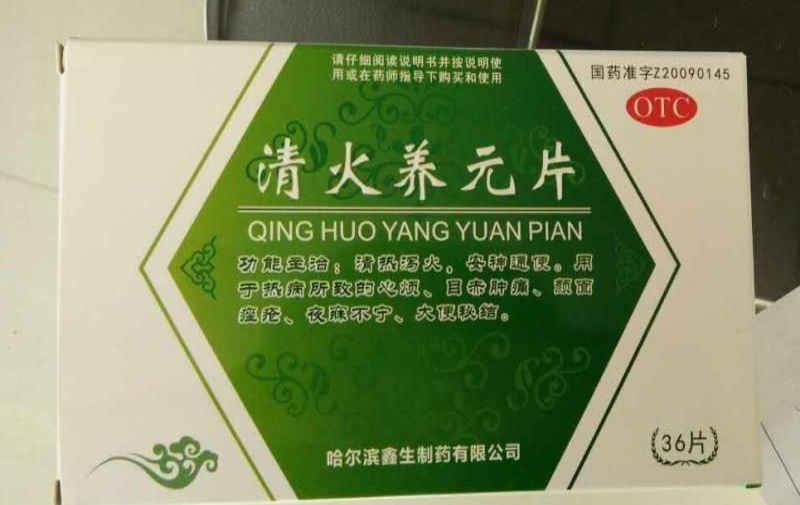 请仔细阅读说明书并按说明使
用或在药师指导下购买和使用
国药准字Z20090145
OTC
清火养元片
QING HUO YANG YUAN PIAN
功能主治：清热泻火，安神通便。用
于热病所致的心烦、目赤肿痛、颜面
痤疮、夜寐不宁、大便秘结。
哈尔滨鑫生制药有限公司
36片